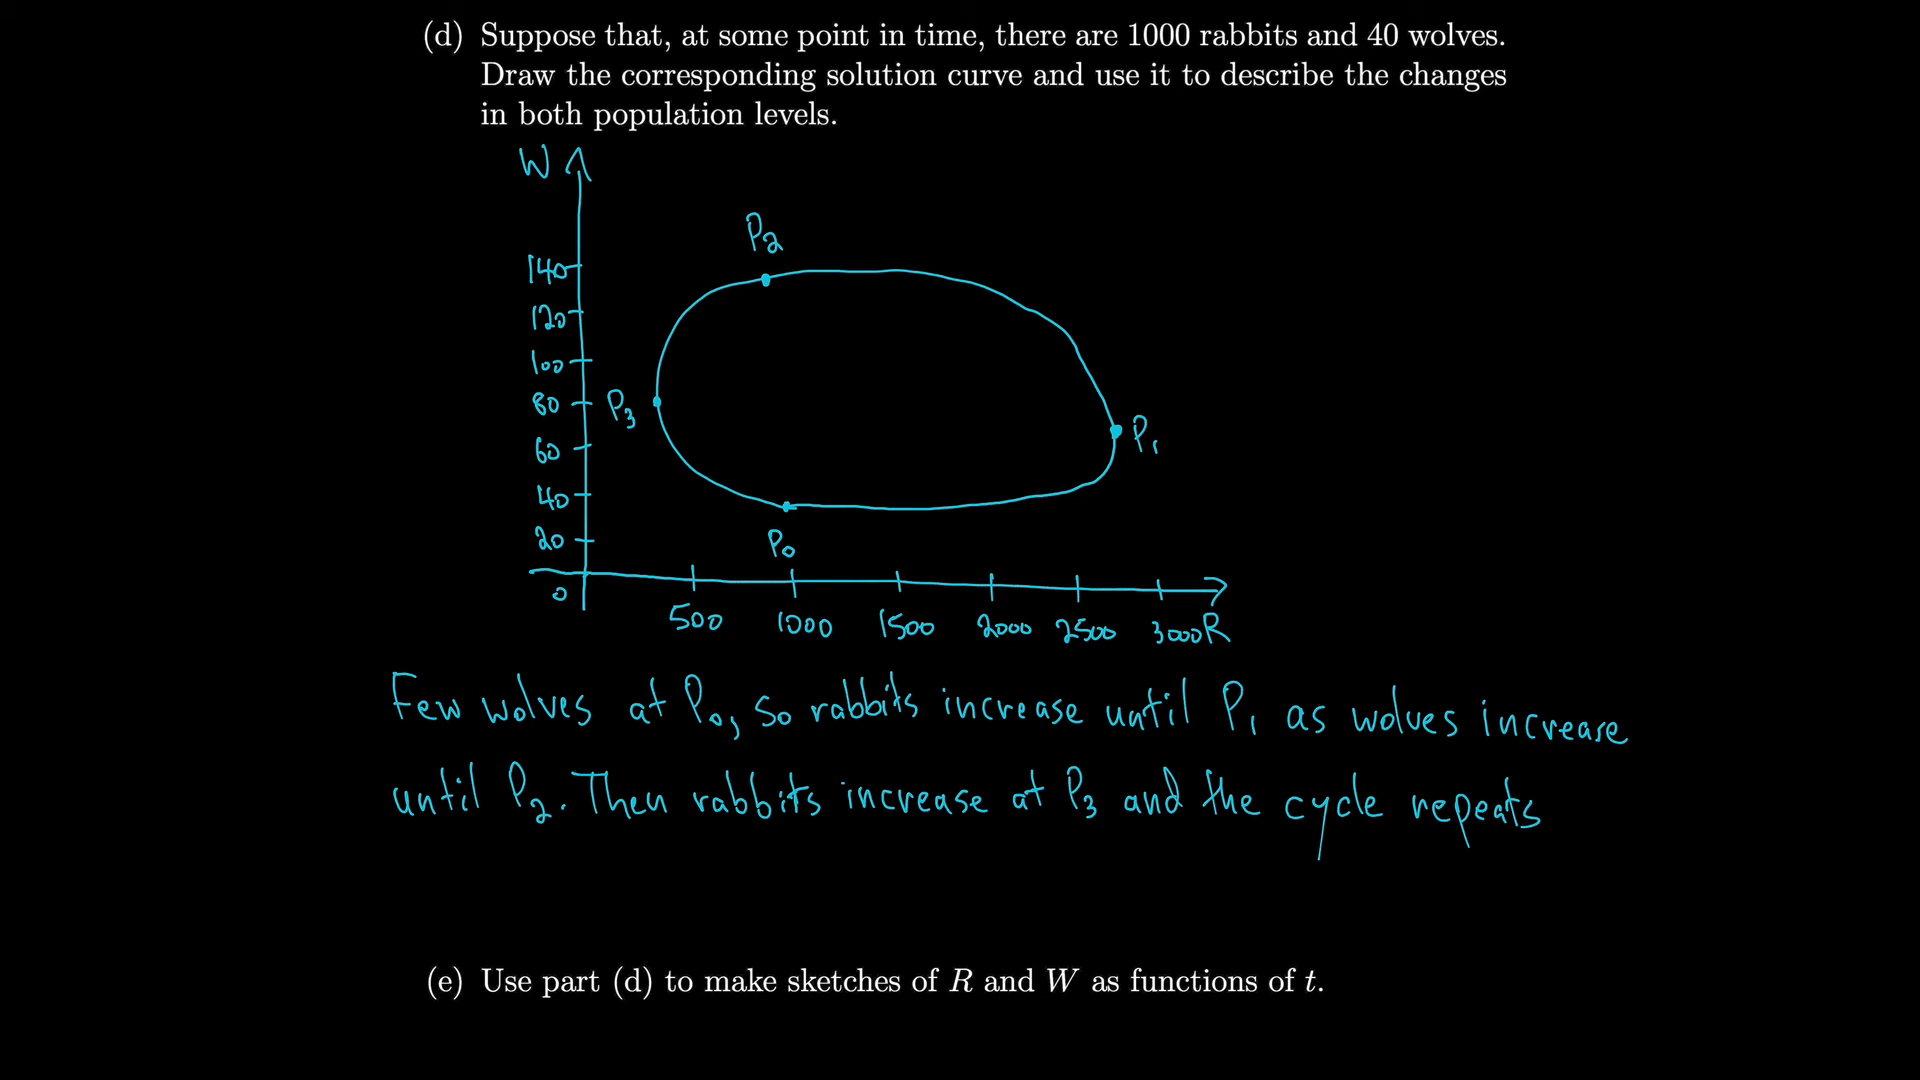 (d) Suppose that, at some point in time, there are 1000 rabbits and 40 wolves.
Draw the corresponding solution curve and use it to describe the changes
in both population levels.
W
P2
140
120
100
80 P3
P1
60
40
20
P0
0
500 1000 1500 2000 2500 3000 R
Few wolves at P0, so rabbits increase until P1 as wolves increase
until P2. Then rabbits increase at P3 and the cycle repeats
(e) Use part (d) to make sketches of R and W as functions of t.